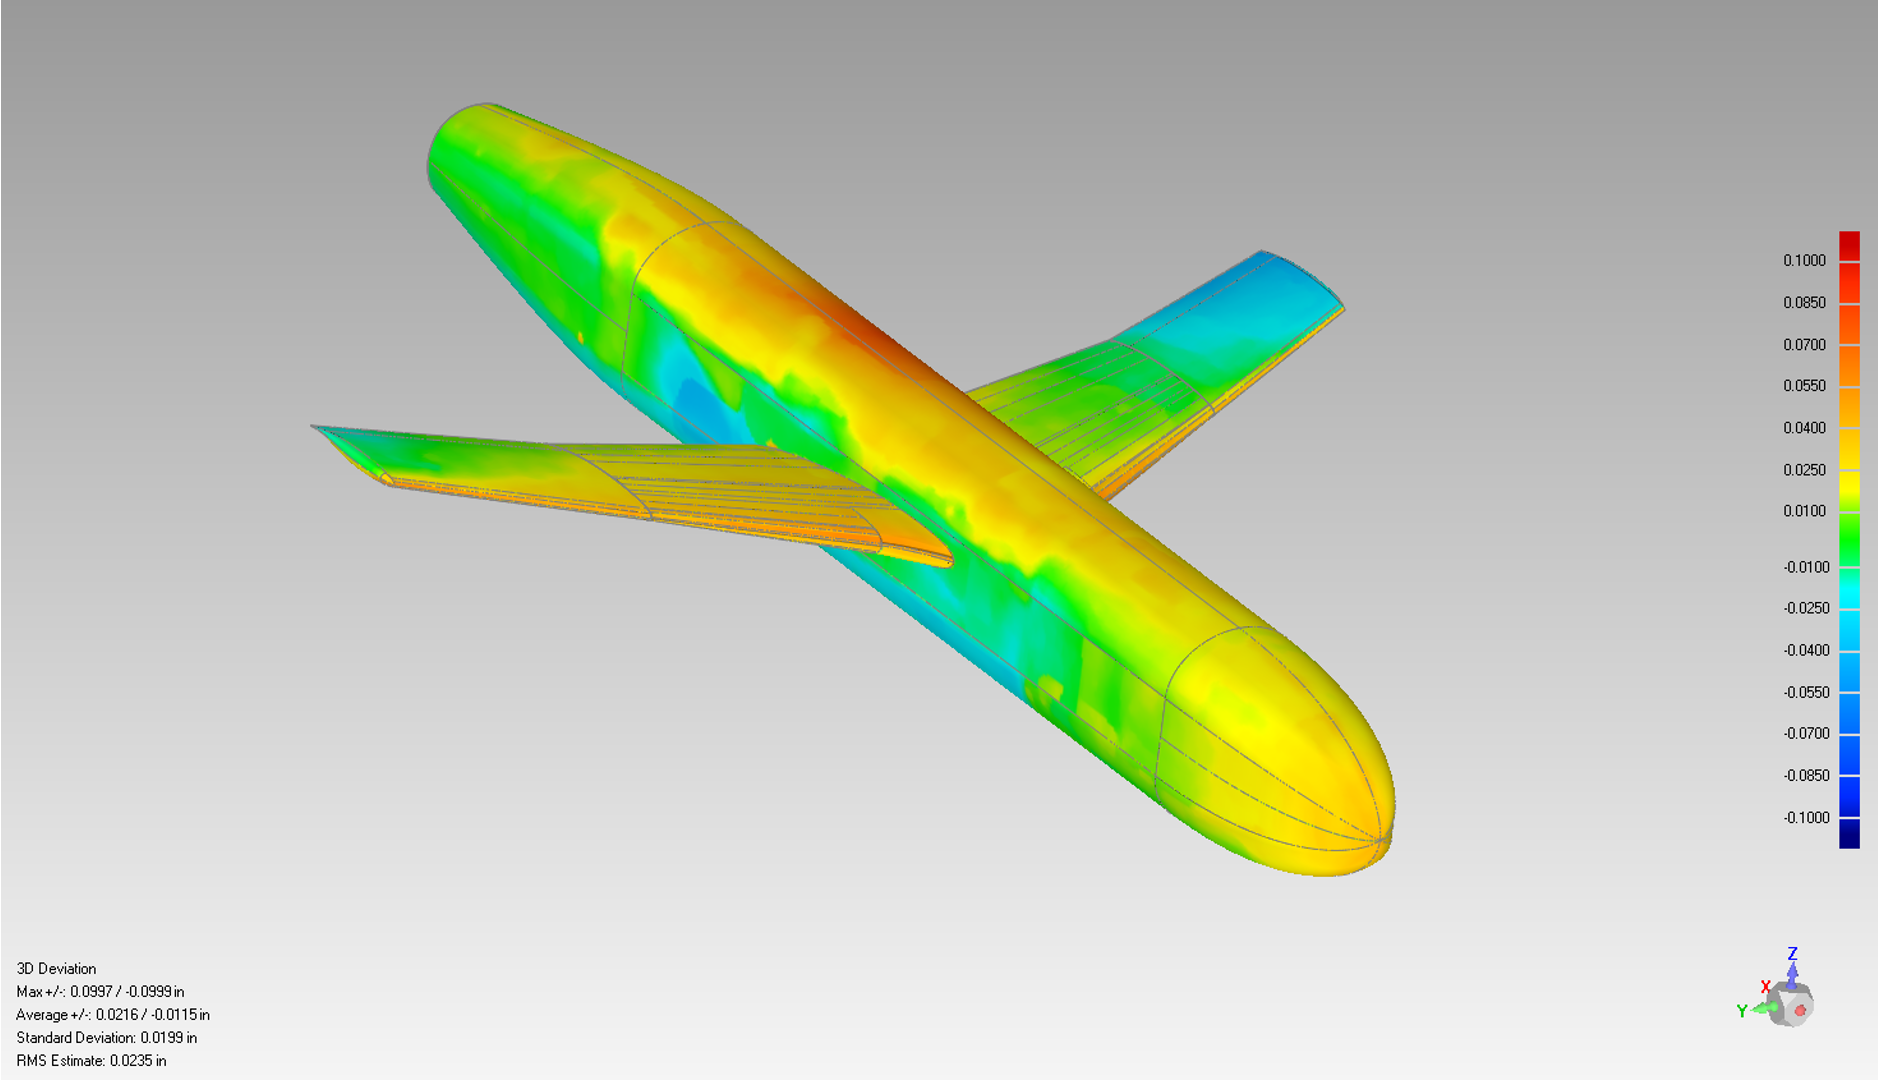 0.1000
0.0850
0.0700
0.0550
0.0400
0.0250
0.0100
-0.0100
-0.0250
-0.0400
-0.0550
-0.0700
-0.0850
-0.1000
3D Deviation
Max +/-: 0.0997 / -0.0999 in
Average +/-: 0.0216 / -0.0115 in
Standard Deviation: 0.0199 in
RMS Estimate: 0.0235 in
Z
X
Y